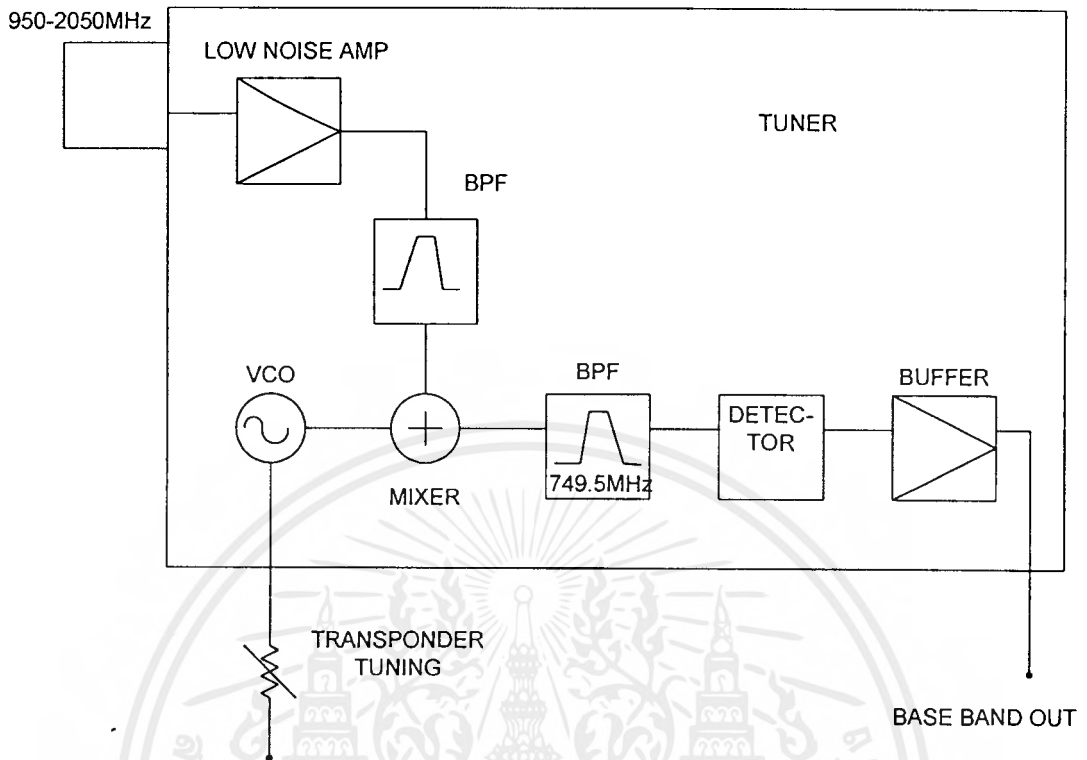 950-2050MHz
LOW NOISE AMP
TUNER
BPF
VCO
BPF
BUFFER
DETEC-
TOR
749.5MHz
MIXER
TRANSPONDER
TUNING
BASE BAND OUT